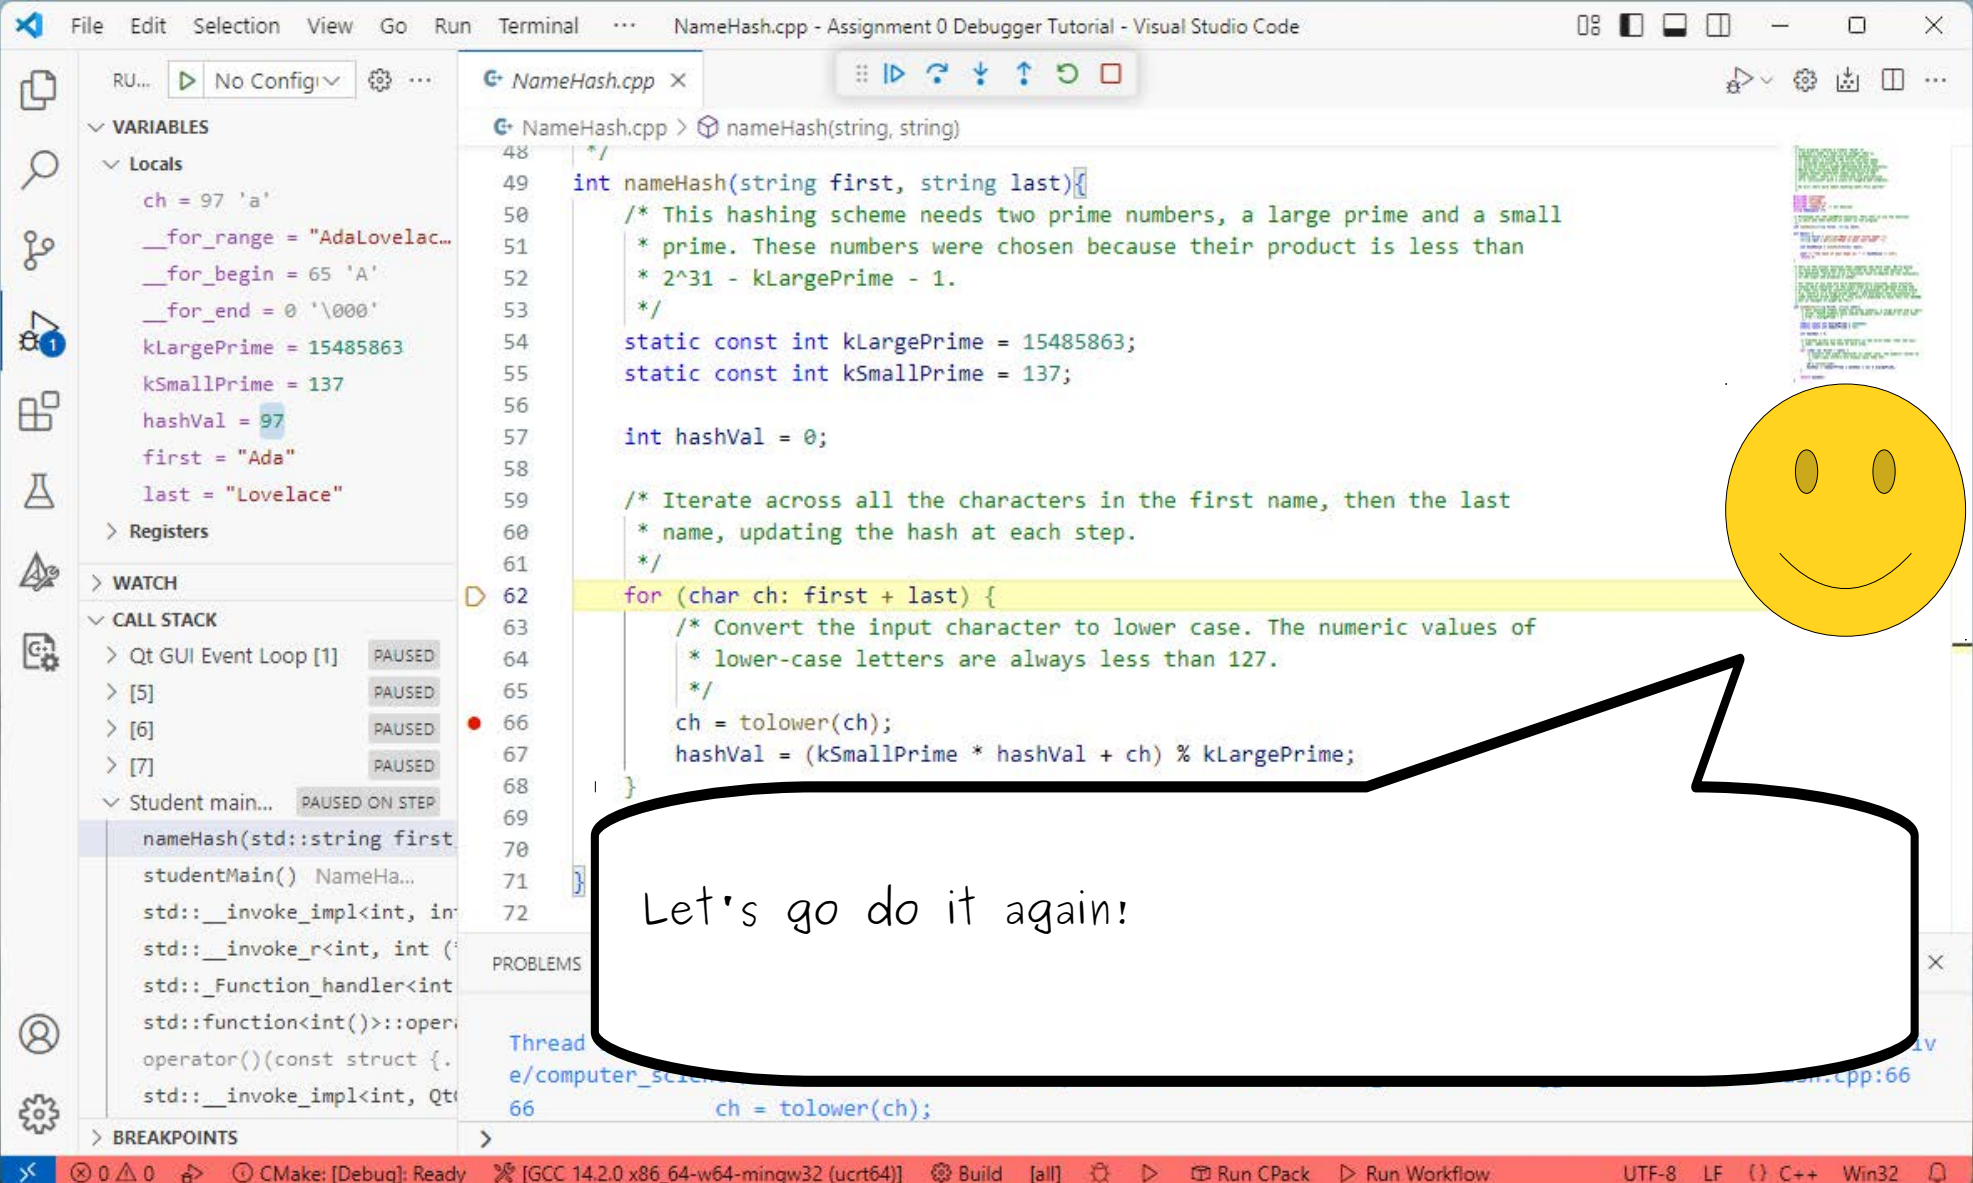 File Edit Selection View Go Run Terminal ··· NameHash.cpp - Assignment 0 Debugger Tutorial - Visual Studio Code
RU... No Config
NameHash.cpp
NameHash.cpp > nameHash(string, string)
VARIABLES
Locals
ch = 97 'a'
__for_range = "AdaLovelac…
__for_begin = 65 'A'
__for_end = 0 '\000'
kLargePrime = 15485863
kSmallPrime = 137
hashVal = 97
first = "Ada"
last = "Lovelace"
Registers
WATCH
CALL STACK
Qt GUI Event Loop [1] PAUSED
[5] PAUSED
[6] PAUSED
[7] PAUSED
Student main... PAUSED ON STEP
nameHash(std::string first
studentMain() NameHa...
std::__invoke_impl<int, in
std::__invoke_r<int, int (
std::_Function_handler<int
std::function<int()>::oper
operator()(const struct {.
std::__invoke_impl<int, Qt
BREAKPOINTS
1
48 */
49 int nameHash(string first, string last){
50 /* This hashing scheme needs two prime numbers, a large prime and a small
51 * prime. These numbers were chosen because their product is less than
52 * 2^31 - kLargePrime - 1.
53 */
54 static const int kLargePrime = 15485863;
55 static const int kSmallPrime = 137;
56
57 int hashVal = 0;
58
59 /* Iterate across all the characters in the first name, then the last
60 * name, updating the hash at each step.
61 */
62 for (char ch: first + last) {
63 /* Convert the input character to lower case. The numeric values of
64 * lower-case letters are always less than 127.
65 */
66 ch = tolower(ch);
67 hashVal = (kSmallPrime * hashVal + ch) % kLargePrime;
68 }
69
70
71 }
72
Let's go do it again!
PROBLEMS
Thread
e/computer_
66 ch = tolower(ch);
0 0 CMake: [Debug]: Ready [GCC 14.2.0 x86_64-w64-mingw32 (ucrt64)] Build [all] Run CPack Run Workflow UTF-8 LF {} C++ Win32